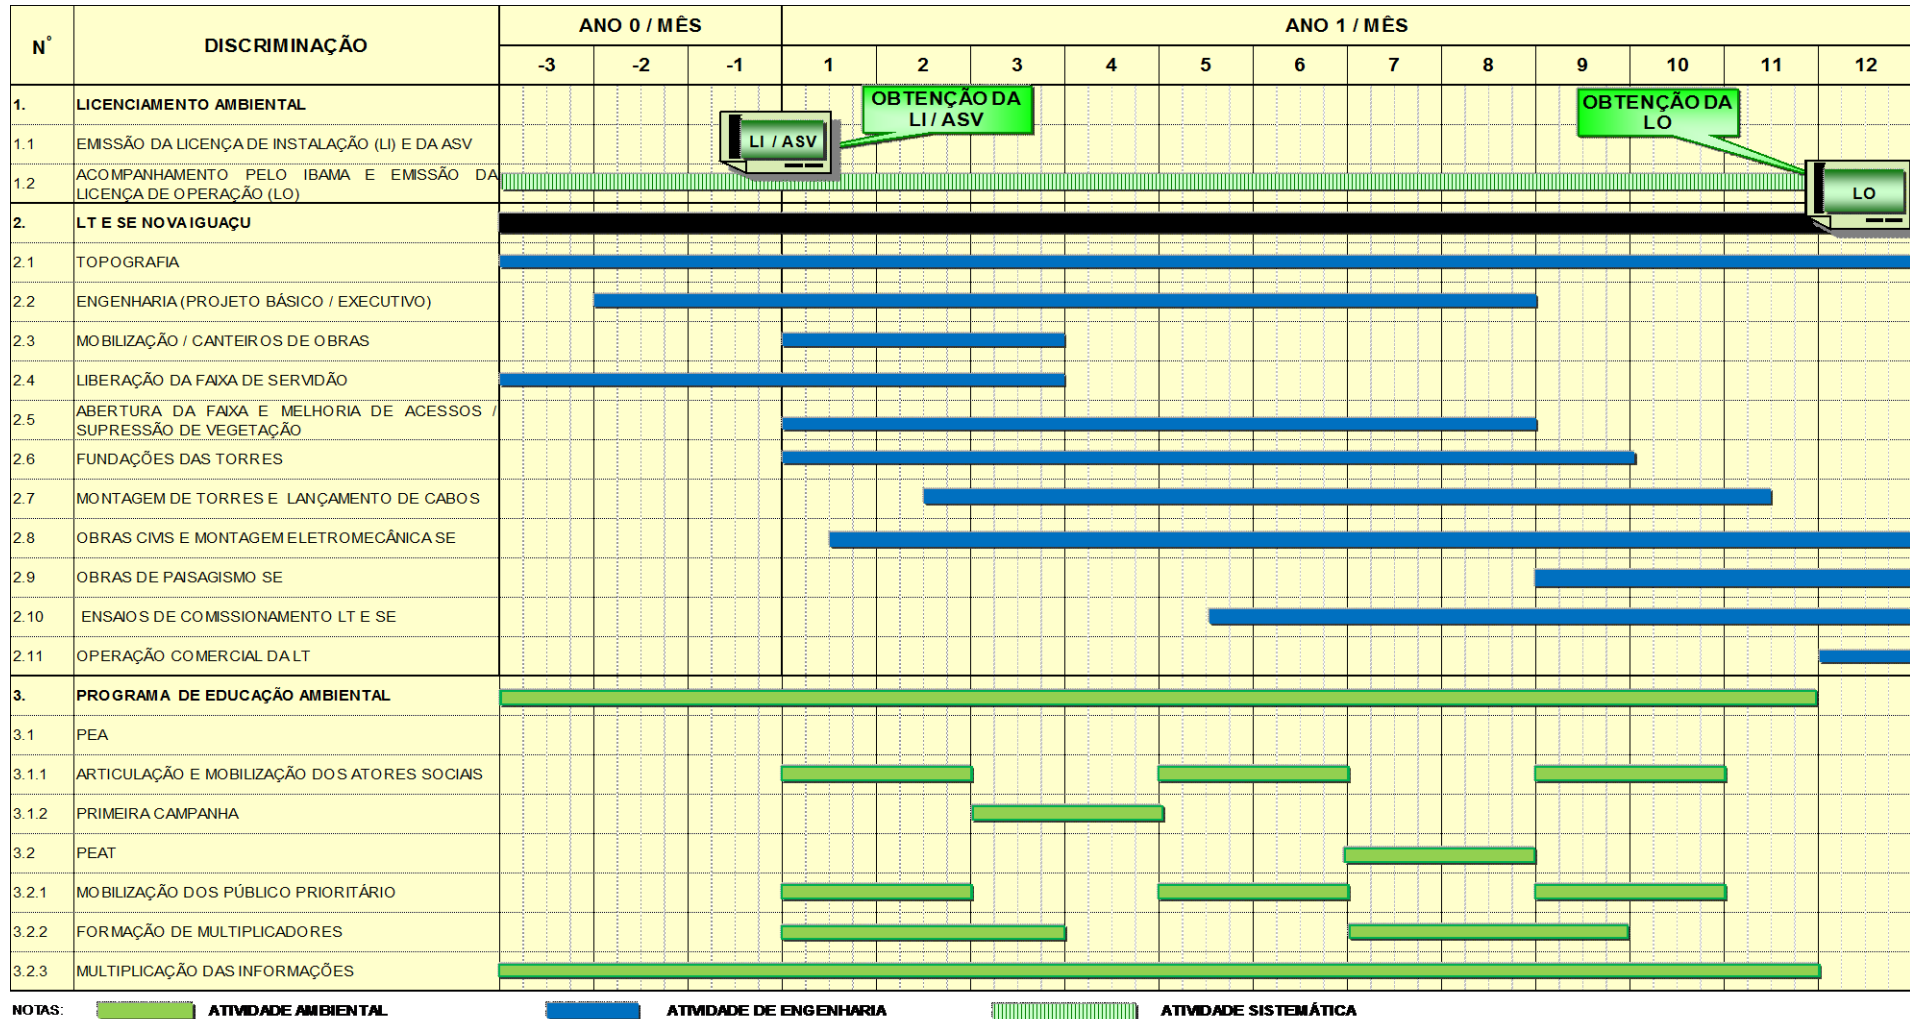 N° DISCRIMINAÇÃO ANO 0 / MÊS ANO 1 / MÊS
-3 -2 -1 1 2 3 4 5 6 7 8 9 10 11 12
1. LICENCIAMENTO AMBIENTAL
OBTENÇÃO DA
LI / ASV
OBTENÇÃO DA
LO
1.1 EMISSÃO DA LICENÇA DE INSTALAÇÃO (LI) E DA ASV
LI / ASV
1.2 ACOMPANHAMENTO PELO IBAMA E EMISSÃO DA
LICENÇA DE OPERAÇÃO (LO)
LO
2. LT E SE NOVA IGUAÇU
2.1 TOPOGRAFIA
2.2 ENGENHARIA (PROJETO BÁSICO / EXECUTIVO)
2.3 MOBILIZAÇÃO / CANTEIROS DE OBRAS
2.4 LIBERAÇÃO DA FAIXA DE SERVIDÃO
2.5 ABERTURA DA FAIXA E MELHORIA DE ACESSOS /
SUPRESSÃO DE VEGETAÇÃO
2.6 FUNDAÇÕES DAS TORRES
2.7 MONTAGEM DE TORRES E LANÇAMENTO DE CABOS
2.8 OBRAS CIVIS E MONTAGEM ELETROMECÂNICA SE
2.9 OBRAS DE PAISAGISMO SE
2.10 ENSAIOS DE COMISSIONAMENTO LT E SE
2.11 OPERAÇÃO COMERCIAL DA LT
3. PROGRAMA DE EDUCAÇÃO AMBIENTAL
3.1 PEA
3.1.1 ARTICULAÇÃO E MOBILIZAÇÃO DOS ATORES SOCIAIS
3.1.2 PRIMEIRA CAMPANHA
3.2 PEAT
3.2.1 MOBILIZAÇÃO DOS PÚBLICO PRIORITÁRIO
3.2.2 FORMAÇÃO DE MULTIPLICADORES
3.2.3 MULTIPLICAÇÃO DAS INFORMAÇÕES
NOTAS: ATIVIDADE AMBIENTAL ATIVIDADE DE ENGENHARIA ATIVIDADE SISTEMÁTICA